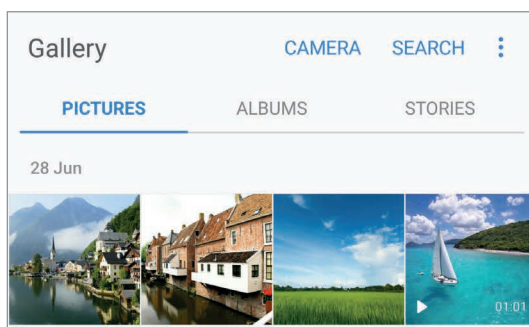 Gallery CAMERA SEARCH
PICTURES ALBUMS STORIES
28 Jun
01:01